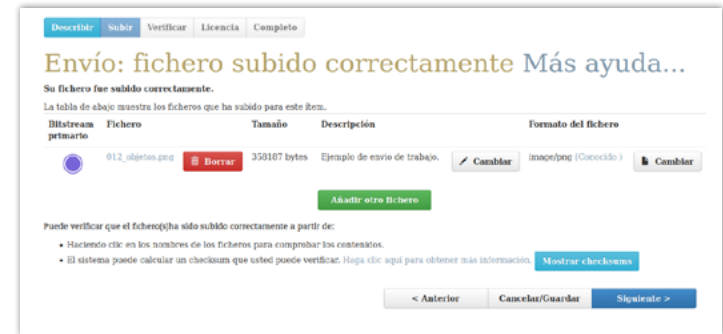 Describir Subir Verificar Licencia Completo
Envío: fichero subido correctamente Más ayuda...
Su fichero fue subido correctamente.
La tabla de abajo muestra los ficheros que ha subido para este ítem.
Bitstream primario Fichero Tamaño Descripción Formato del fichero
012_objetos.png Borrar 358187 bytes Ejemplo de envio de trabajo. Cambiar image/png (Conocido ) Cambiar
Añadir otro fichero
Puede verificar que el fichero(s)ha sido subido correctamente a partir de:
• Haciendo clic en los nombres de los ficheros para comprobar los contenidos.
• El sistema puede calcular un checksum que usted puede verificar. Haga clic aquí para obtener más información. Mostrar checksums
< Anterior Cancelar/Guardar Siguiente >